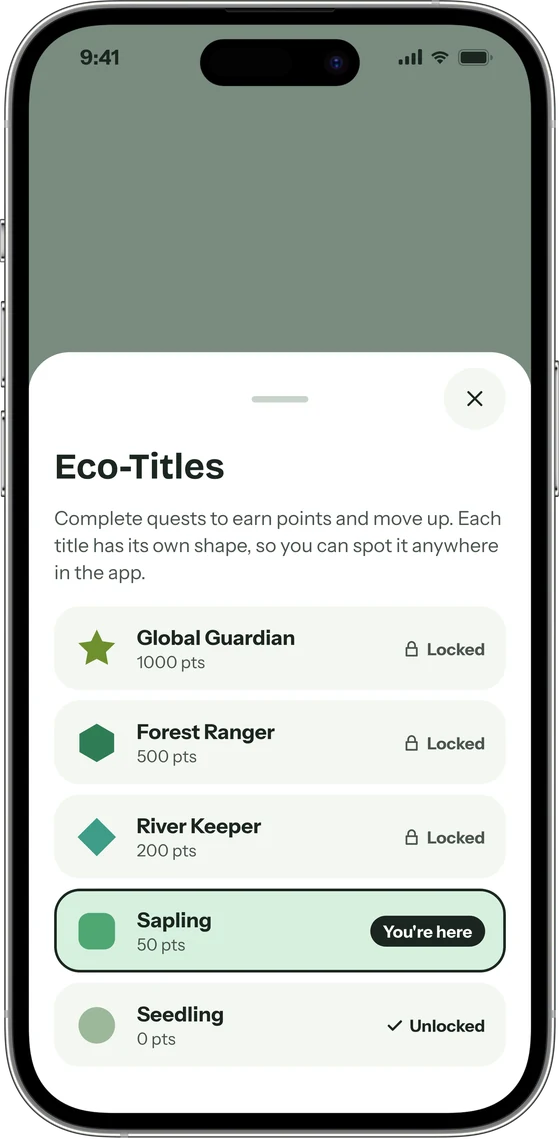 9:41
Eco-Titles
Complete quests to earn points and move up. Each
title has its own shape, so you can spot it anywhere
in the app.
Global Guardian
1000 pts
Locked
Forest Ranger
500 pts
Locked
River Keeper
200 pts
Locked
Sapling
50 pts
You're here
Seedling
0 pts
Unlocked